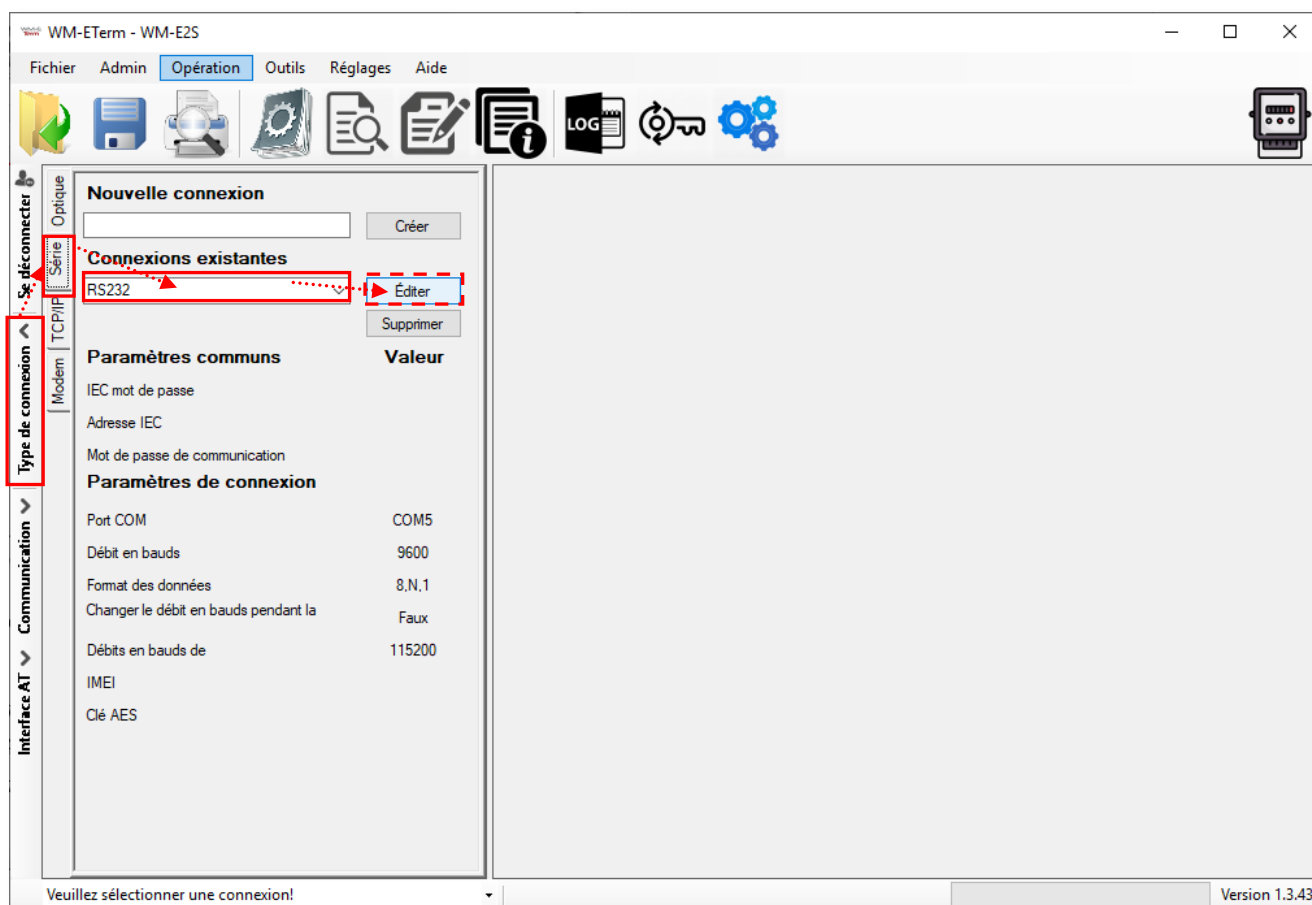 WM-ETerm - WM-E2S
Fichier Admin Opération Outils Réglages Aide
LOG
Se déconnecter
Type de connexion
Communication
Interface AT
Optique
Série
TCP/IP
Modem
Nouvelle connexion
Créer
Connexions existantes
RS232 Éditer
Supprimer
Paramètres communs Valeur
IEC mot de passe
Adresse IEC
Mot de passe de communication
Paramètres de connexion
Port COM COM5
Débit en bauds 9600
Format des données 8,N,1
Changer le débit en bauds pendant la Faux
Débits en bauds de 115200
IMEI
Clé AES
Veuillez sélectionner une connexion!
Version 1.3.43